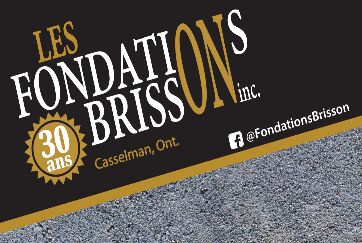 LES
FONDATIONS
BRISSON inc.
30
ans
Casselman, Ont.
@FondationsBrisson